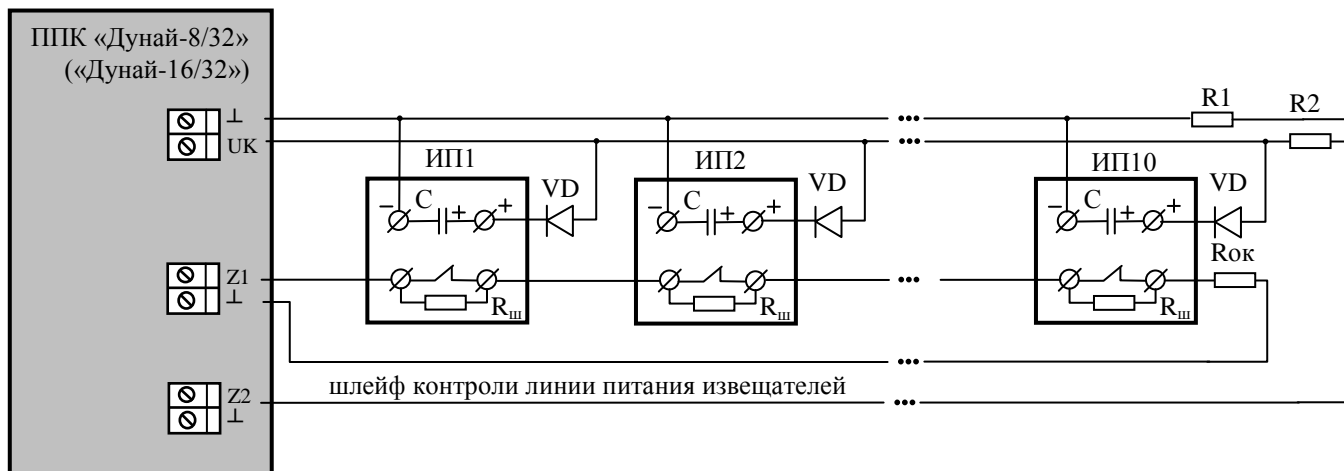 ППК «Дунай-8/32»
(«Дунай-16/32»)
R1
R2
⊥
UK
•••
•••
ИП1
ИП2
ИП10
VD
VD
VD
− C + +
− C + +
− C + +
Rок
Z1
⊥
•••
Rш
Rш
Rш
•••
шлейф контроли линии питания извещателей
Z2
⊥
•••